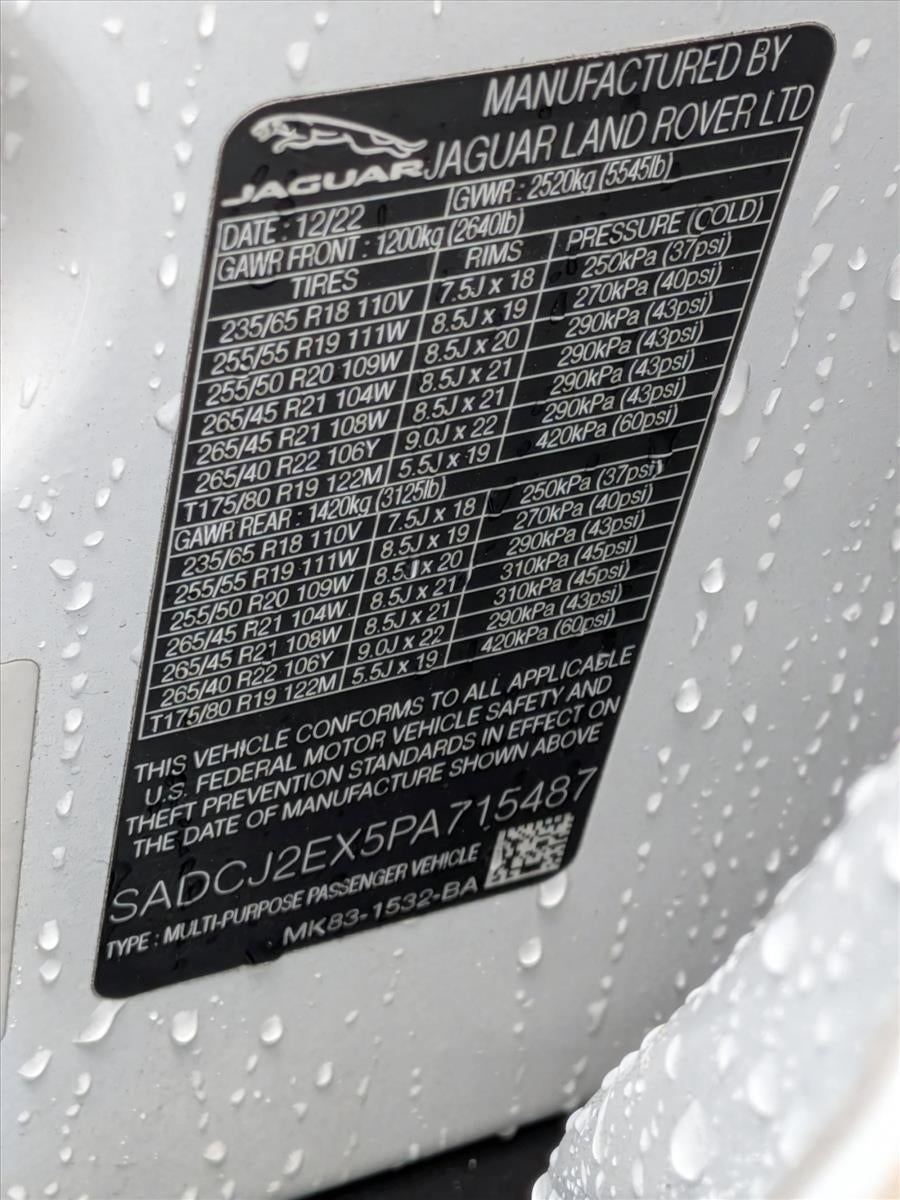 MANUFACTURED BY
JAGUAR JAGUAR LAND ROVER LTD
DATE : 12/22 GVWR : 2520kg (5545lb)
GAWR FRONT : 1200kg (2640lb)
TIRES RIMS PRESSURE (COLD)
235/65 R18 110V 7.5J x 18 250kPa (37psi)
255/55 R19 111W 8.5J x 19 270kPa (40psi)
255/50 R20 109W 8.5J x 20 290kPa (43psi)
265/45 R21 104W 8.5J x 21 290kPa (43psi)
265/45 R21 108W 8.5J x 21 290kPa (43psi)
265/40 R22 106Y 9.0J x 22 290kPa (43psi)
T175/80 R19 122M 5.5J x 19 420kPa (60psi)
GAWR REAR : 1420kg (3125lb)
235/65 R18 110V 7.5J x 18 250kPa (37psi)
255/55 R19 111W 8.5J x 19 270kPa (40psi)
255/50 R20 109W 8.5J x 20 290kPa (43psi)
265/45 R21 104W 8.5J x 21 310kPa (45psi)
265/45 R21 108W 8.5J x 21 310kPa (45psi)
265/40 R22 106Y 9.0J x 22 290kPa (43psi)
T175/80 R19 122M 5.5J x 19 420kPa (60psi)
THIS VEHICLE CONFORMS TO ALL APPLICABLE
U.S. FEDERAL MOTOR VEHICLE SAFETY AND
THEFT PREVENTION STANDARDS IN EFFECT ON
THE DATE OF MANUFACTURE SHOWN ABOVE
SADCJ2EX5PA715487
TYPE : MULTI-PURPOSE PASSENGER VEHICLE
MK83-1532-BA